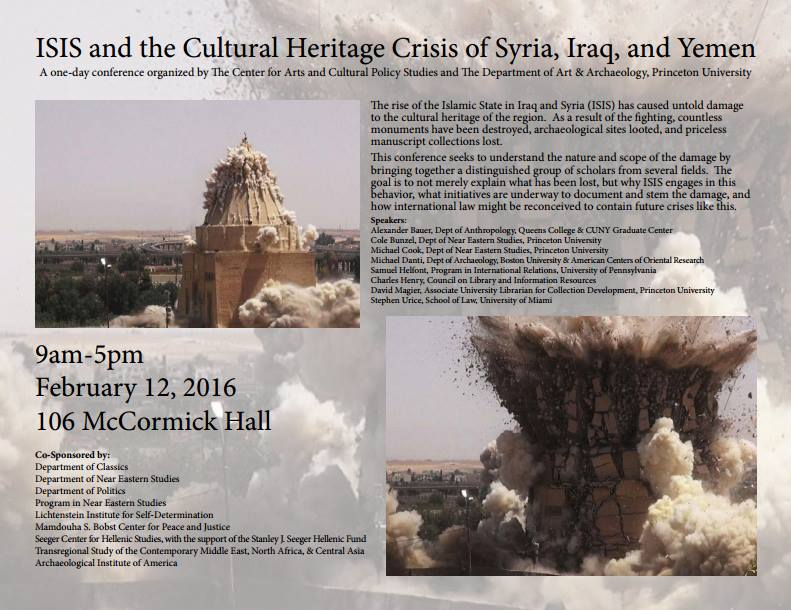 ISIS and the Cultural Heritage Crisis of Syria, Iraq, and Yemen
A one-day conference organized by The Center for Arts and Cultural Policy Studies and The Department of Art & Archaeology, Princeton University
The rise of the Islamic State in Iraq and Syria (ISIS) has caused untold damage
to the cultural heritage of the region.  As a result of the fighting, countless
monuments have been destroyed, archaeological sites looted, and priceless
manuscript collections lost.
This conference seeks to understand the nature and scope of the damage by
bringing together a distinguished group of scholars from several fields.  The
goal is to not merely explain what has been lost, but why ISIS engages in this
behavior, what initiatives are underway to document and stem the damage, and
how international law might be reconceived to contain future crises like this.
Speakers:
Alexander Bauer, Dept of Anthropology, Queens College & CUNY Graduate Center
Cole Bunzel, Dept of Near Eastern Studies, Princeton University
Michael Cook, Dept of Near Eastern Studies, Princeton University
Michael Danti, Dept of Archaeology, Boston University & American Centers of Oriental Research
Samuel Helfont, Program in International Relations, University of Pennsylvania
Charles Henry, Council on Library and Information Resources
David Magier, Associate University Librarian for Collection Development, Princeton University
Stephen Urice, School of Law, University of Miami
9am-5pm
February 12, 2016
106 McCormick Hall
Co-Sponsored by:
Department of Classics
Department of Near Eastern Studies
Department of Politics
Program in Near Eastern Studies
Lichtenstein Institute for Self-Determination
Mamdouha S. Bobst Center for Peace and Justice
Seeger Center for Hellenic Studies, with the support of the Stanley J. Seeger Hellenic Fund
Transregional Study of the Contemporary Middle East, North Africa, & Central Asia
Archaeological Institute of America